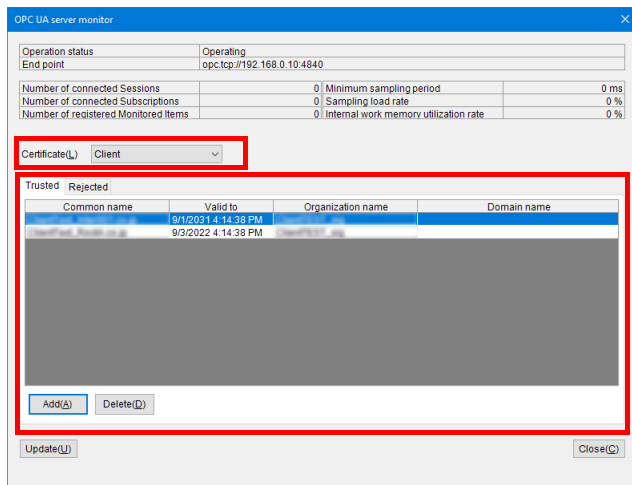 OPC UA server monitor
Operation status Operating
End point opc.tcp://192.168.0.10:4840
Number of connected Sessions 0 Minimum sampling period 0 ms
Number of connected Subscriptions 0 Sampling load rate 0 %
Number of registered Monitored Items 0 Internal work memory utilization rate 0 %
Certificate(L) Client
Trusted Rejected
Common name Valid to Organization name Domain name
9/1/2031 4:14:38 PM
9/3/2022 4:14:38 PM
Add(A) Delete(D)
Update(U) Close(C)